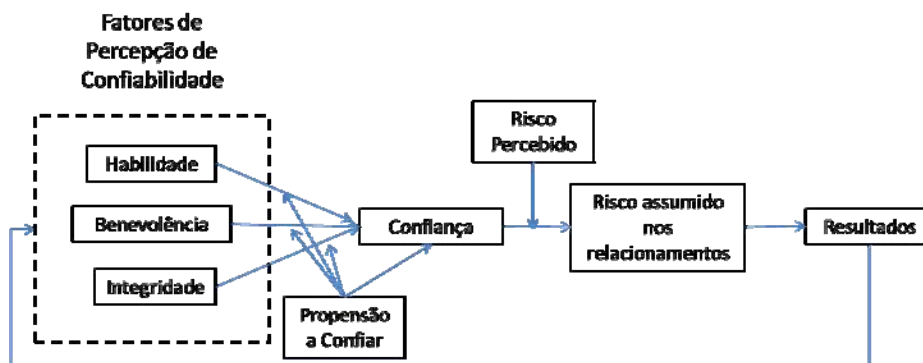 Fatores de
Percepção de
Confiabilidade
Habilidade
Benevolência
Integridade
Propensão
a Confiar
Confiança
Risco
Percebido
Risco assumido
nos
relacionamentos
Resultados